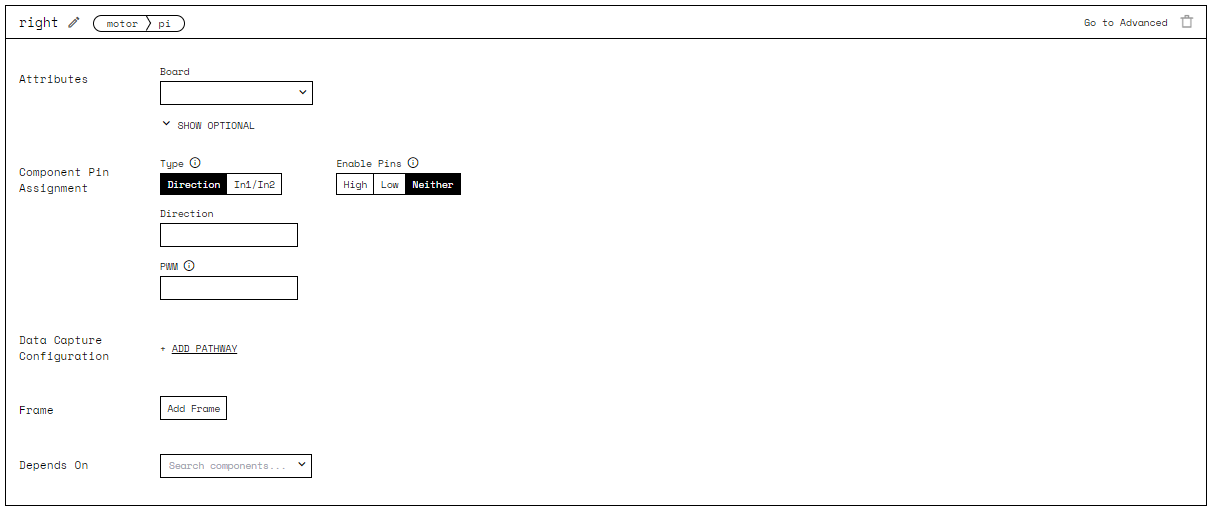 right motor pi Go to Advanced
Attributes
Board
SHOW OPTIONAL
Component Pin
Assignment
Type Enable Pins
Direction In1/In2 High Low Neither
Direction
PWM
Data Capture
Configuration
+ ADD PATHWAY
Frame
Add Frame
Depends On
Search components...